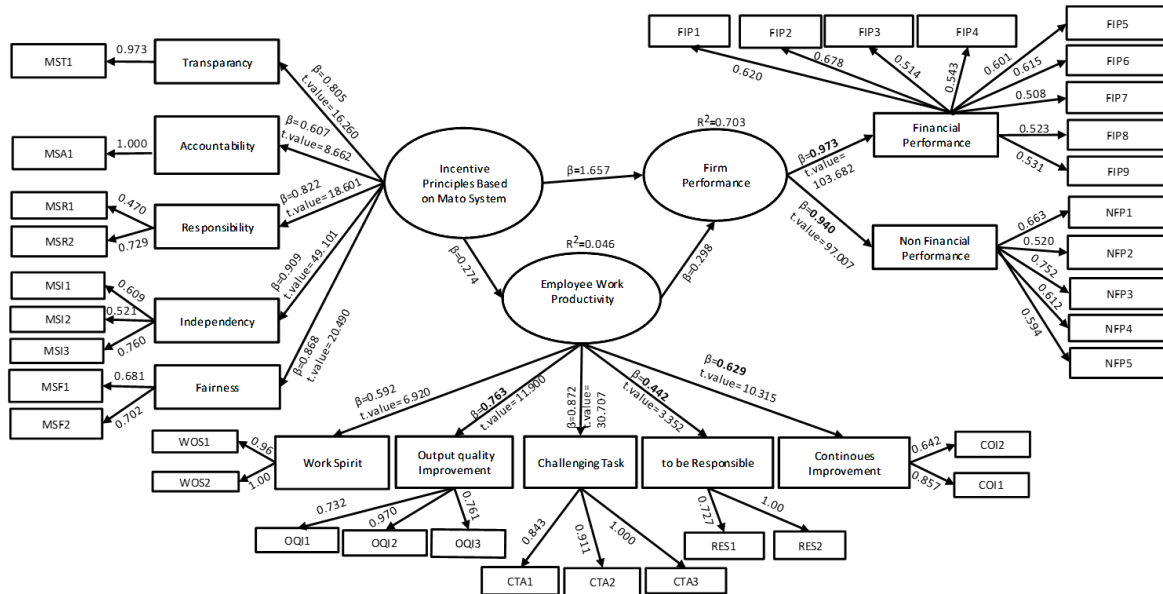 FIP1
FIP2
FIP3
FIP4
FIP5
FIP6
FIP7
FIP8
FIP9
0.620
0.678
0.514
0.543
0.601
0.615
0.508
0.523
0.531
MST1
0.973
Transparancy
β=0.805
t.value=16.260
MSA1
1.000
Accountability
β=0.607
t.value=8.662
MSR1
MSR2
0.470
0.729
Responsibility
β=0.822
t.value=18.601
MSI1
MSI2
MSI3
0.609
0.521
0.760
Independency
β=0.909
t.value=49.101
MSF1
MSF2
0.681
0.702
Fairness
β=0.868
t.value=20.490
Incentive
Principles Based
on Mato System
β=1.657
β=0.274
R2=0.703
Firm
Performance
R2=0.046
Employee Work
Productivity
β=0.298
β=0.973
t.value=
103.682
Financial
Performance
β=0.940
t.value=97.007
Non Financial
Performance
0.663
0.520
0.752
0.612
0.594
NFP1
NFP2
NFP3
NFP4
NFP5
β=0.592
t.value=6.920
β=0.763
t.value=11.900
β=0.872
t.value=
30.707
β=0.442
t.value=3.352
β=0.629
t.value=10.315
WOS1
WOS2
0.96
1.00
Work Spirit
Output quality
Improvement
Challenging Task
to be Responsible
Continoues
Improvement
0.642
0.857
COI2
COI1
0.732
0.970
0.761
OQI1
OQI2
OQI3
0.843
0.911
1.000
CTA1
CTA2
CTA3
0.727
1.00
RES1
RES2